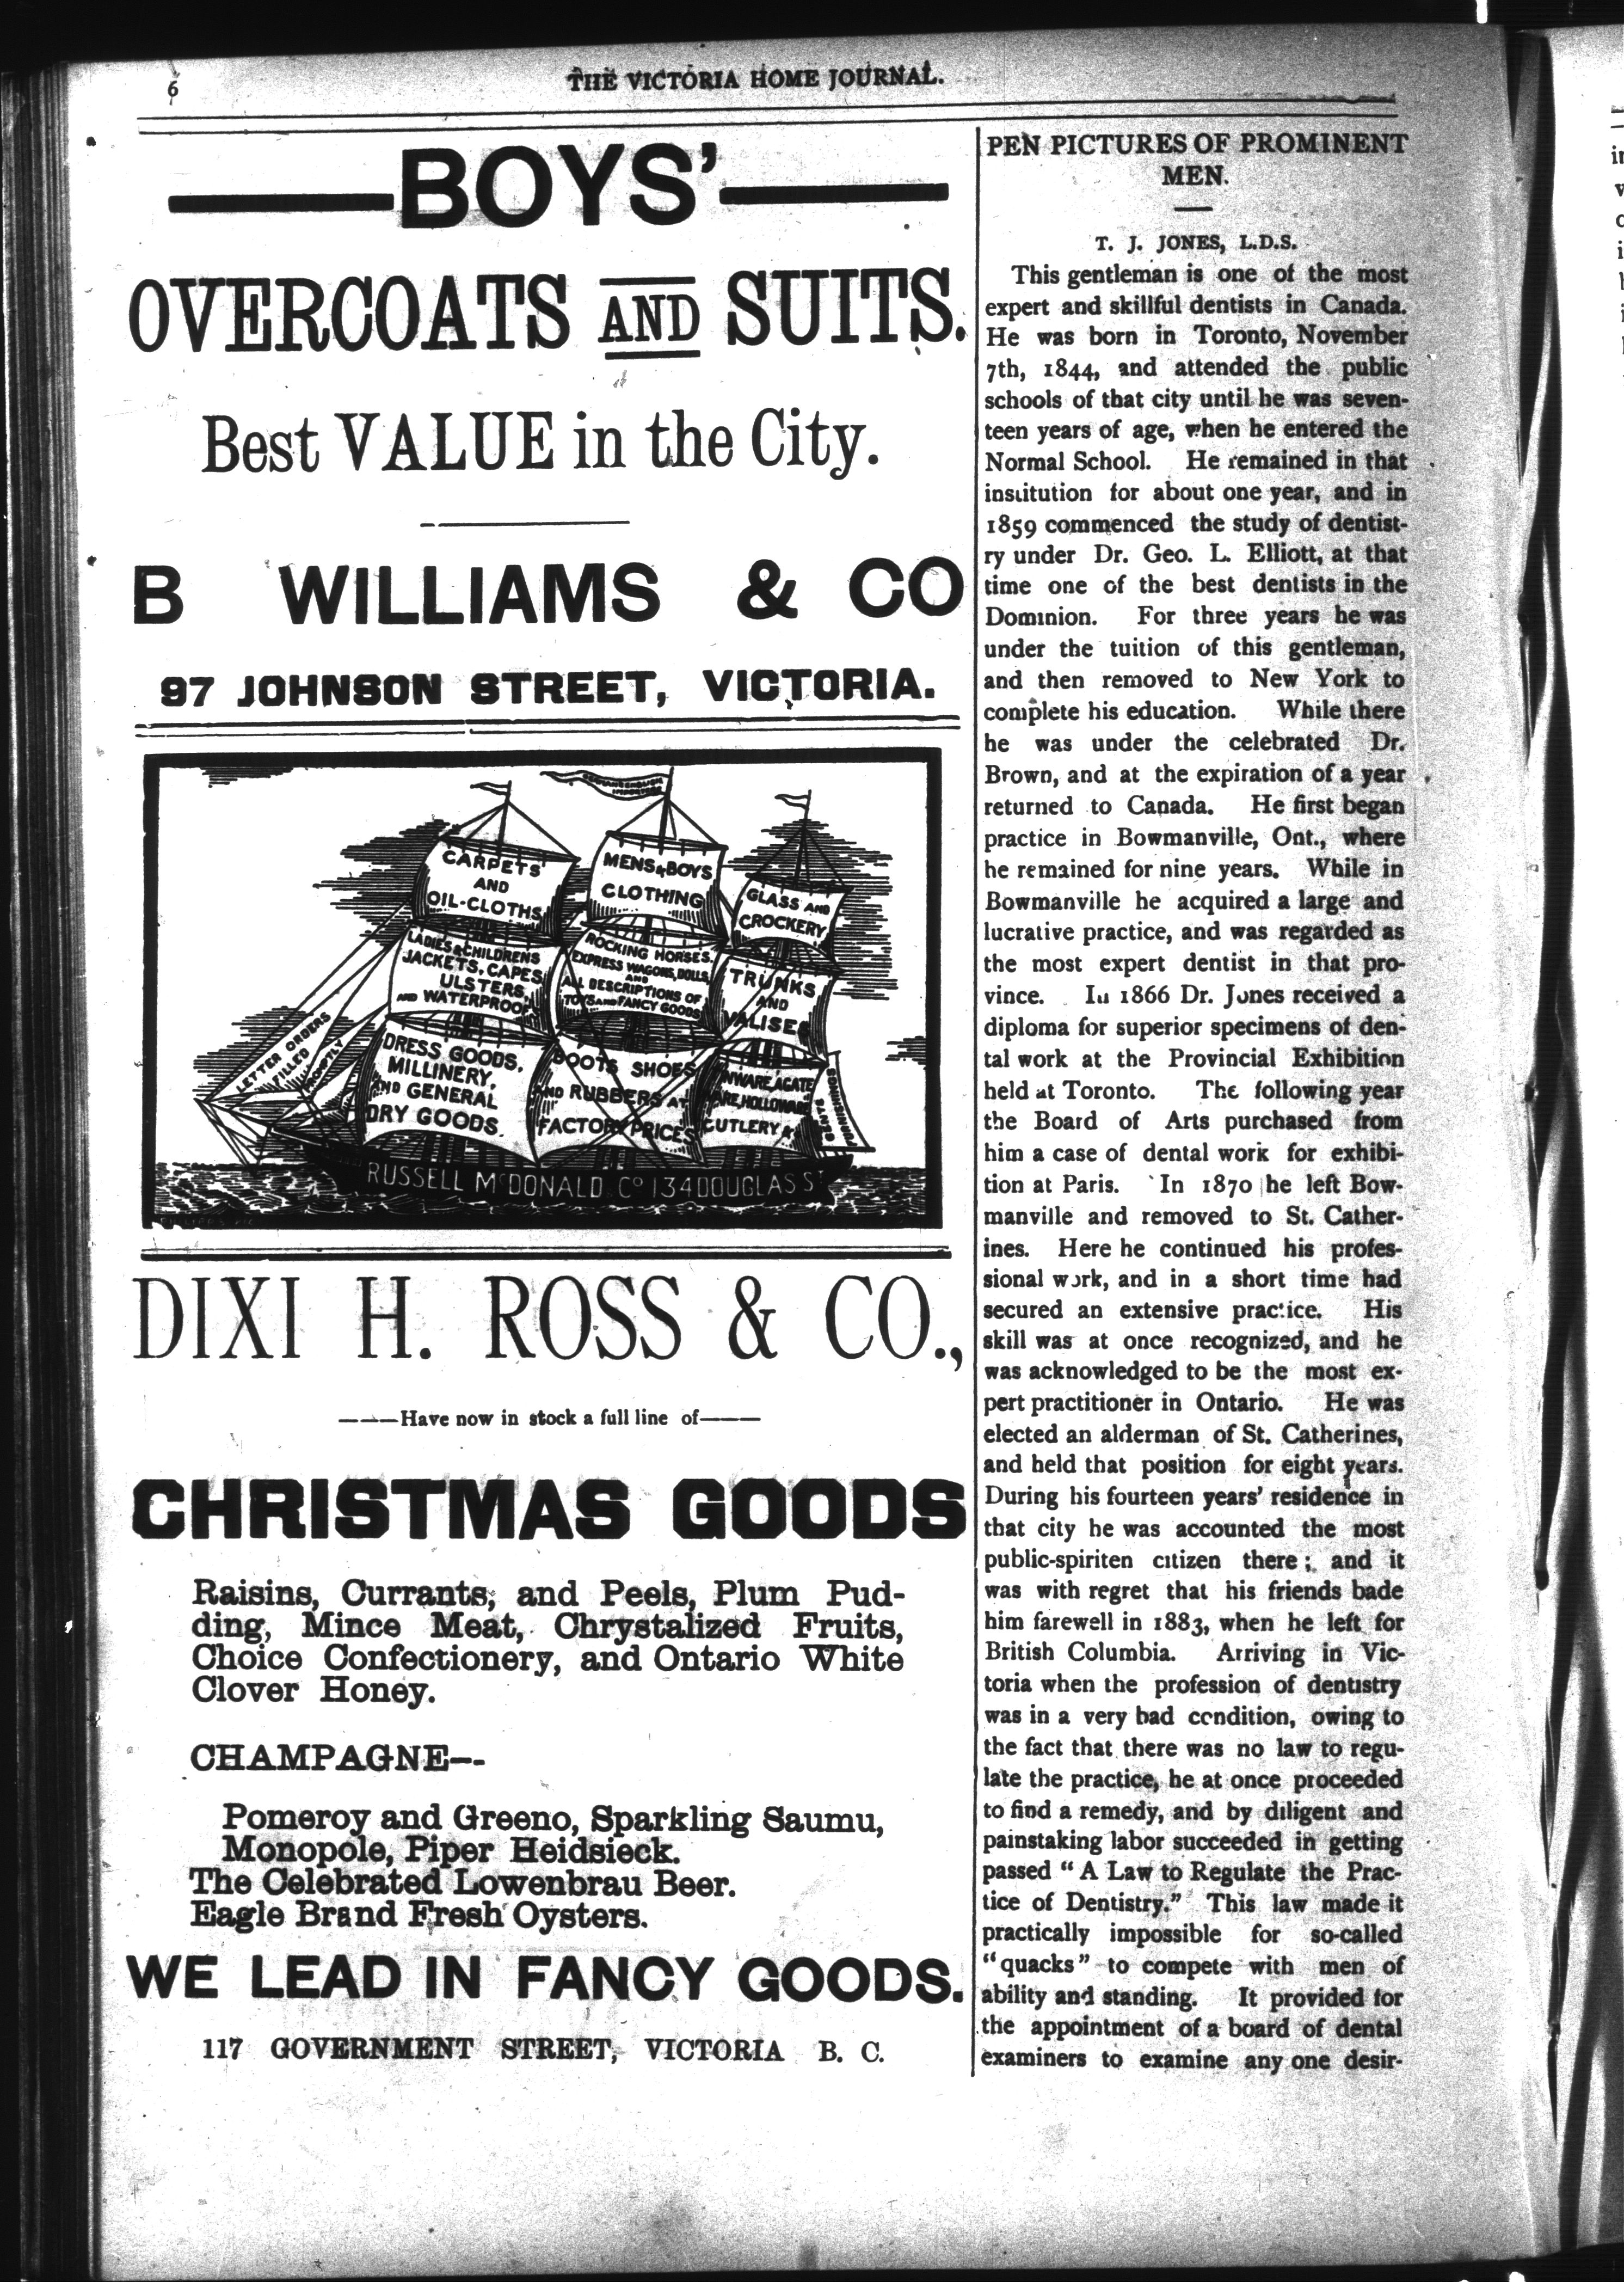 6
THE VICTORIA HOME JOURNAL.
BOYS'
OVERCOATS AND SUITS.
Best VALUE in the City.
B WILLIAMS & CO
97 JOHNSON STREET, VICTORIA.
CARPETS
AND
OIL-CLOTHS
MENS & BOYS
CLOTHING
GLASS AND
CROCKERY
LADIES & CHILDRENS
JACKETS, CAPES
ULSTERS,
AND WATERPROOFS
ROCKING HORSES.
EXPRESS WAGONS, DOLLS,
AND
ALL DESCRIPTIONS OF
TOYS AND FANCY GOODS
TRUNKS
AND
VALISES
LETTER ORDERS
FILLED
PROMPTLY
DRESS GOODS,
MILLINERY,
AND GENERAL
DRY GOODS.
BOOTS SHOES
AND RUBBERS AT
FACTORY PRICES
CUTLERY &
RUSSELL McDONALD Co 134 DOUGLAS ST
DIXI H. ROSS & CO.,
———Have now in stock a full line of———
CHRISTMAS GOODS
Raisins, Currants, and Peels, Plum Pud-
ding, Mince Meat, Chrystalized Fruits,
Choice Confectionery, and Ontario White
Clover Honey.
CHAMPAGNE--
Pomeroy and Greeno, Sparkling Saumu,
Monopole, Piper Heidsieck.
The Celebrated Lowenbrau Beer.
Eagle Brand Fresh Oysters.
WE LEAD IN FANCY GOODS.
117 GOVERNMENT STREET, VICTORIA B. C.
PEN PICTURES OF PROMINENT
MEN.
T. J. JONES, L.D.S.
This gentleman is one of the most
expert and skillful dentists in Canada.
He was born in Toronto, November
7th, 1844, and attended the public
schools of that city until he was seven-
teen years of age, when he entered the
Normal School. He remained in that
institution for about one year, and in
1859 commenced the study of dentist-
ry under Dr. Geo. L. Elliott, at that
time one of the best dentists in the
Dominion. For three years he was
under the tuition of this gentleman,
and then removed to New York to
complete his education. While there
he was under the celebrated Dr.
Brown, and at the expiration of a year
returned to Canada. He first began
practice in Bowmanville, Ont., where
he remained for nine years. While in
Bowmanville he acquired a large and
lucrative practice, and was regarded as
the most expert dentist in that pro-
vince. In 1866 Dr. Jones received a
diploma for superior specimens of den-
tal work at the Provincial Exhibition
held at Toronto. The following year
the Board of Arts purchased from
him a case of dental work for exhibi-
tion at Paris. In 1870 he left Bow-
manville and removed to St. Cather-
ines. Here he continued his profes-
sional work, and in a short time had
secured an extensive practice. His
skill was at once recognized, and he
was acknowledged to be the most ex-
pert practitioner in Ontario. He was
elected an alderman of St. Catherines,
and held that position for eight years.
During his fourteen years' residence in
that city he was accounted the most
public-spiriten citizen there; and it
was with regret that his friends bade
him farewell in 1883, when he left for
British Columbia. Arriving in Vic-
toria when the profession of dentistry
was in a very bad condition, owing to
the fact that there was no law to regu-
late the practice, he at once proceeded
to find a remedy, and by diligent and
painstaking labor succeeded in getting
passed "A Law to Regulate the Prac-
tice of Dentistry." This law made it
practically impossible for so-called
"quacks" to compete with men of
ability and standing. It provided for
the appointment of a board of dental
examiners to examine any one desir-